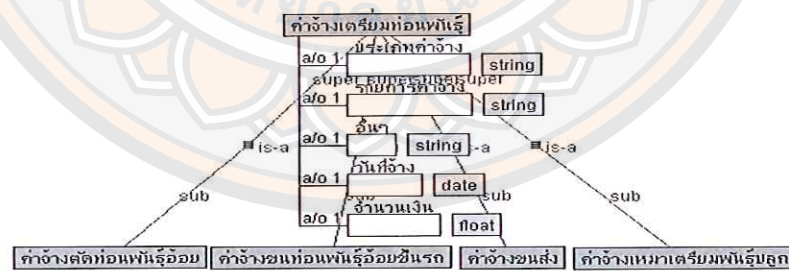 ค่าจ้างเตรียมท่อนพันธุ์
ประเภทค่าจ้าง
a/o 1 string
super super super super
รายการค่าจ้าง
a/o 1 string
อื่นๆ
a/o 1 string
is-a -a is-a
วันที่จ้าง
a/o 1 date
sub sub sub
จำนวนเงิน
a/o 1 float
ค่าจ้างตัดท่อนพันธุ์อ้อย ค่าจ้างขนท่อนพันธุ์อ้อยขึ้นรถ ค่าจ้างขนส่ง ค่าจ้างเหมาเตรียมพันธุ์ปลูก